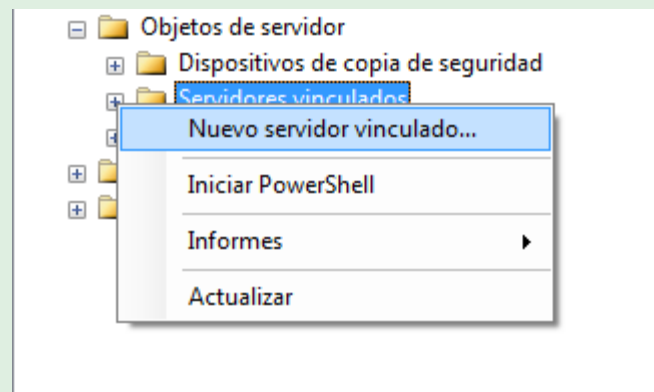 Objetos de servidor
Dispositivos de copia de seguridad
Servidores vinculados
Nuevo servidor vinculado...
Iniciar PowerShell
Informes
Actualizar